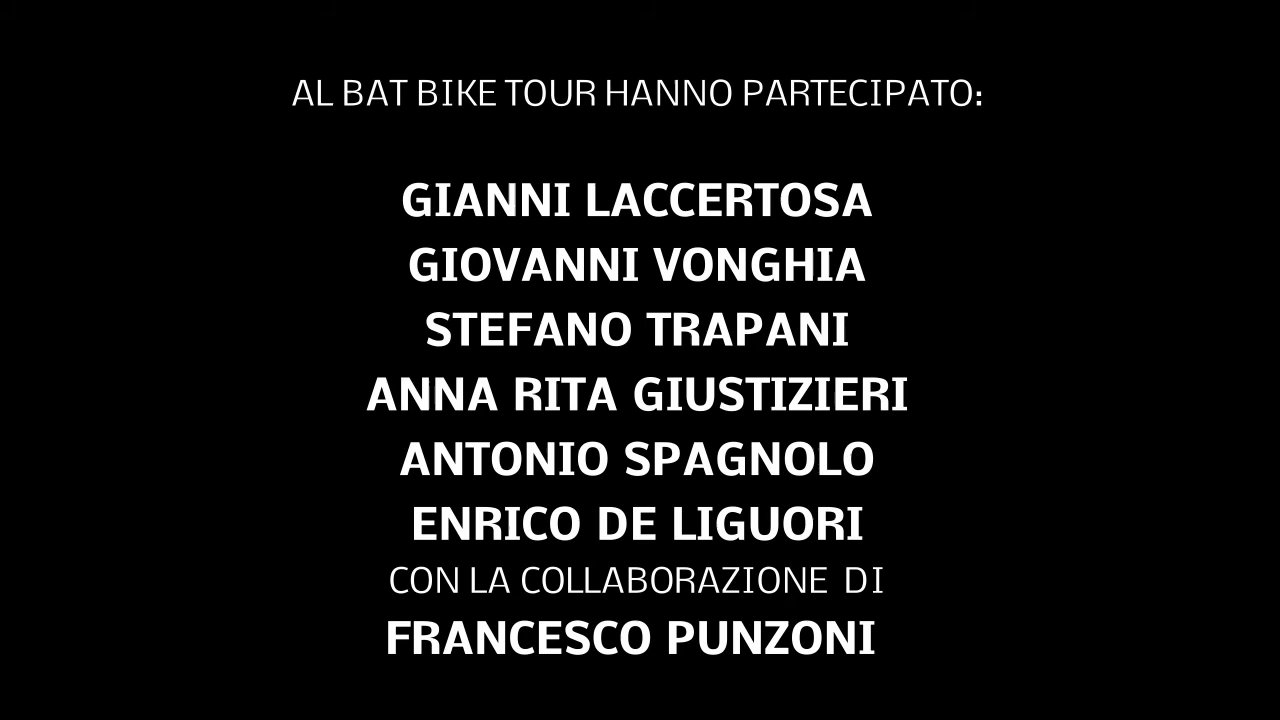 AL BAT BIKE TOUR HANNO PARTECIPATO:
GIANNI LACCERTOSA
GIOVANNI VONGHIA
STEFANO TRAPANI
ANNA RITA GIUSTIZIERI
ANTONIO SPAGNOLO
ENRICO DE LIGUORI
CON LA COLLABORAZIONE DI
FRANCESCO PUNZONI